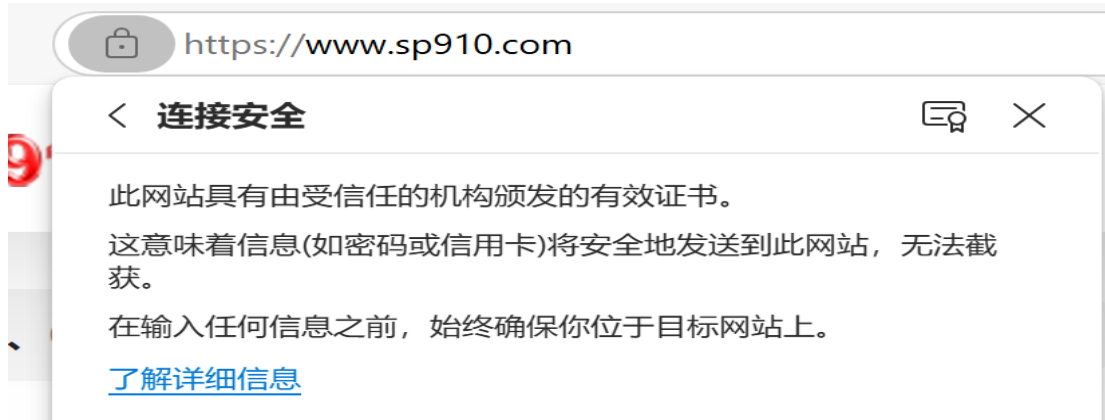 https://www.sp910.com
连接安全
9
此网站具有由受信任的机构颁发的有效证书。
这意味着信息(如密码或信用卡)将安全地发送到此网站，无法截
获。
在输入任何信息之前，始终确保你位于目标网站上。
、
了解详细信息